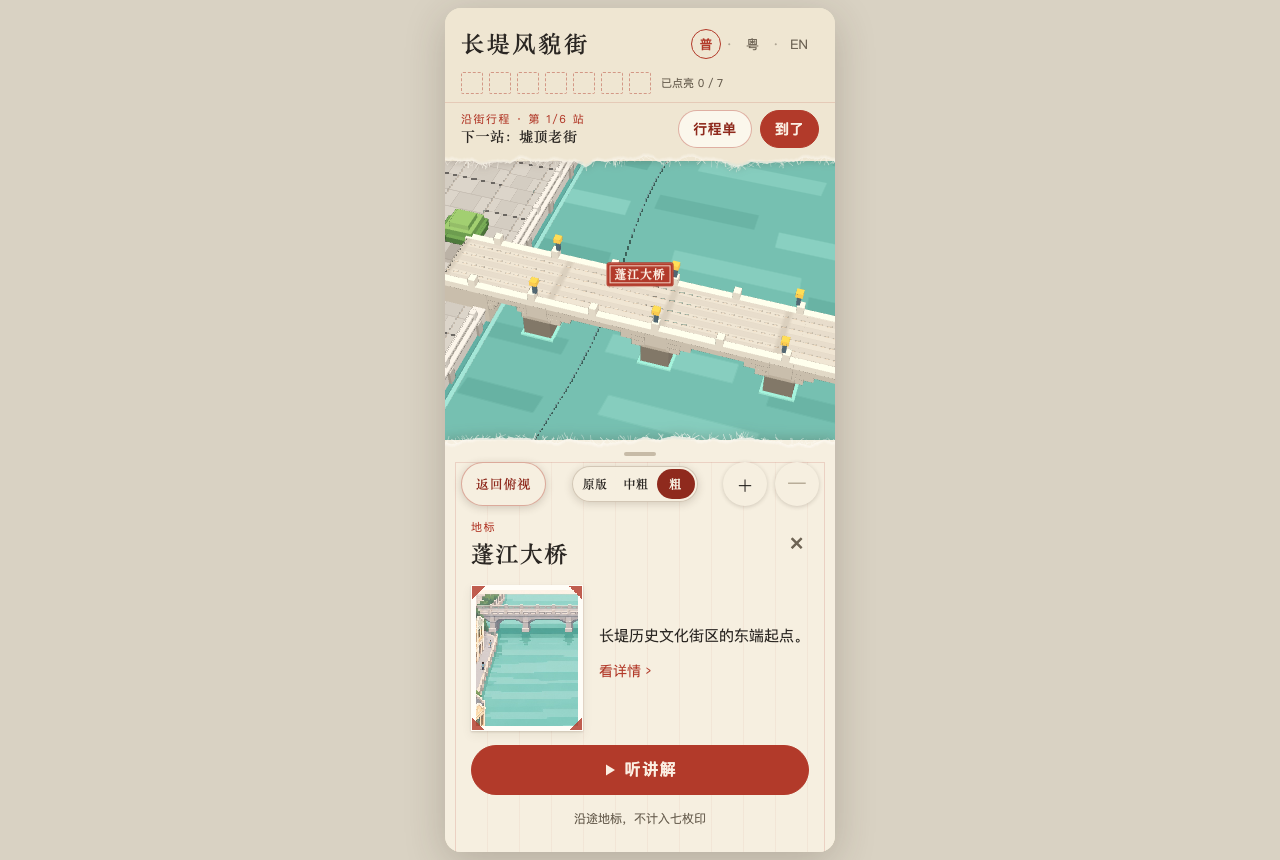 长堤风貌街
普 · 粤 · EN
已点亮 0 / 7
沿街行程 · 第 1/6 站
下一站：墟顶老街
行程单
到了
蓬江大桥
返回俯视
原版 中粗 粗
+ —
地标
蓬江大桥
×
长堤历史文化街区的东端起点。
看详情 ›
▶ 听讲解
沿途地标，不计入七枚印